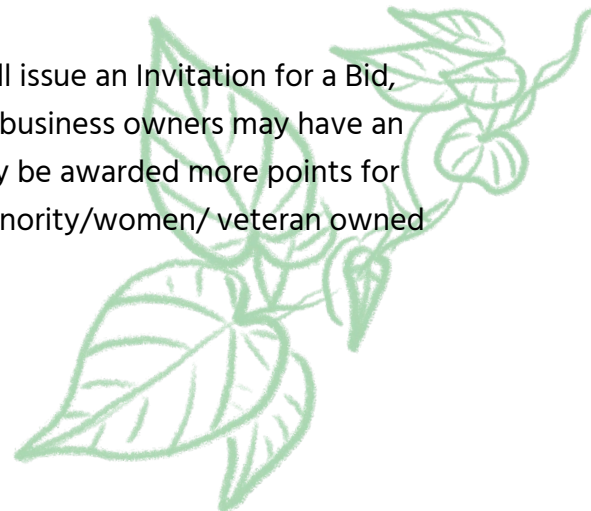 ll issue an Invitation for a Bid,
business owners may have an
y be awarded more points for
nority/women/ veteran owned